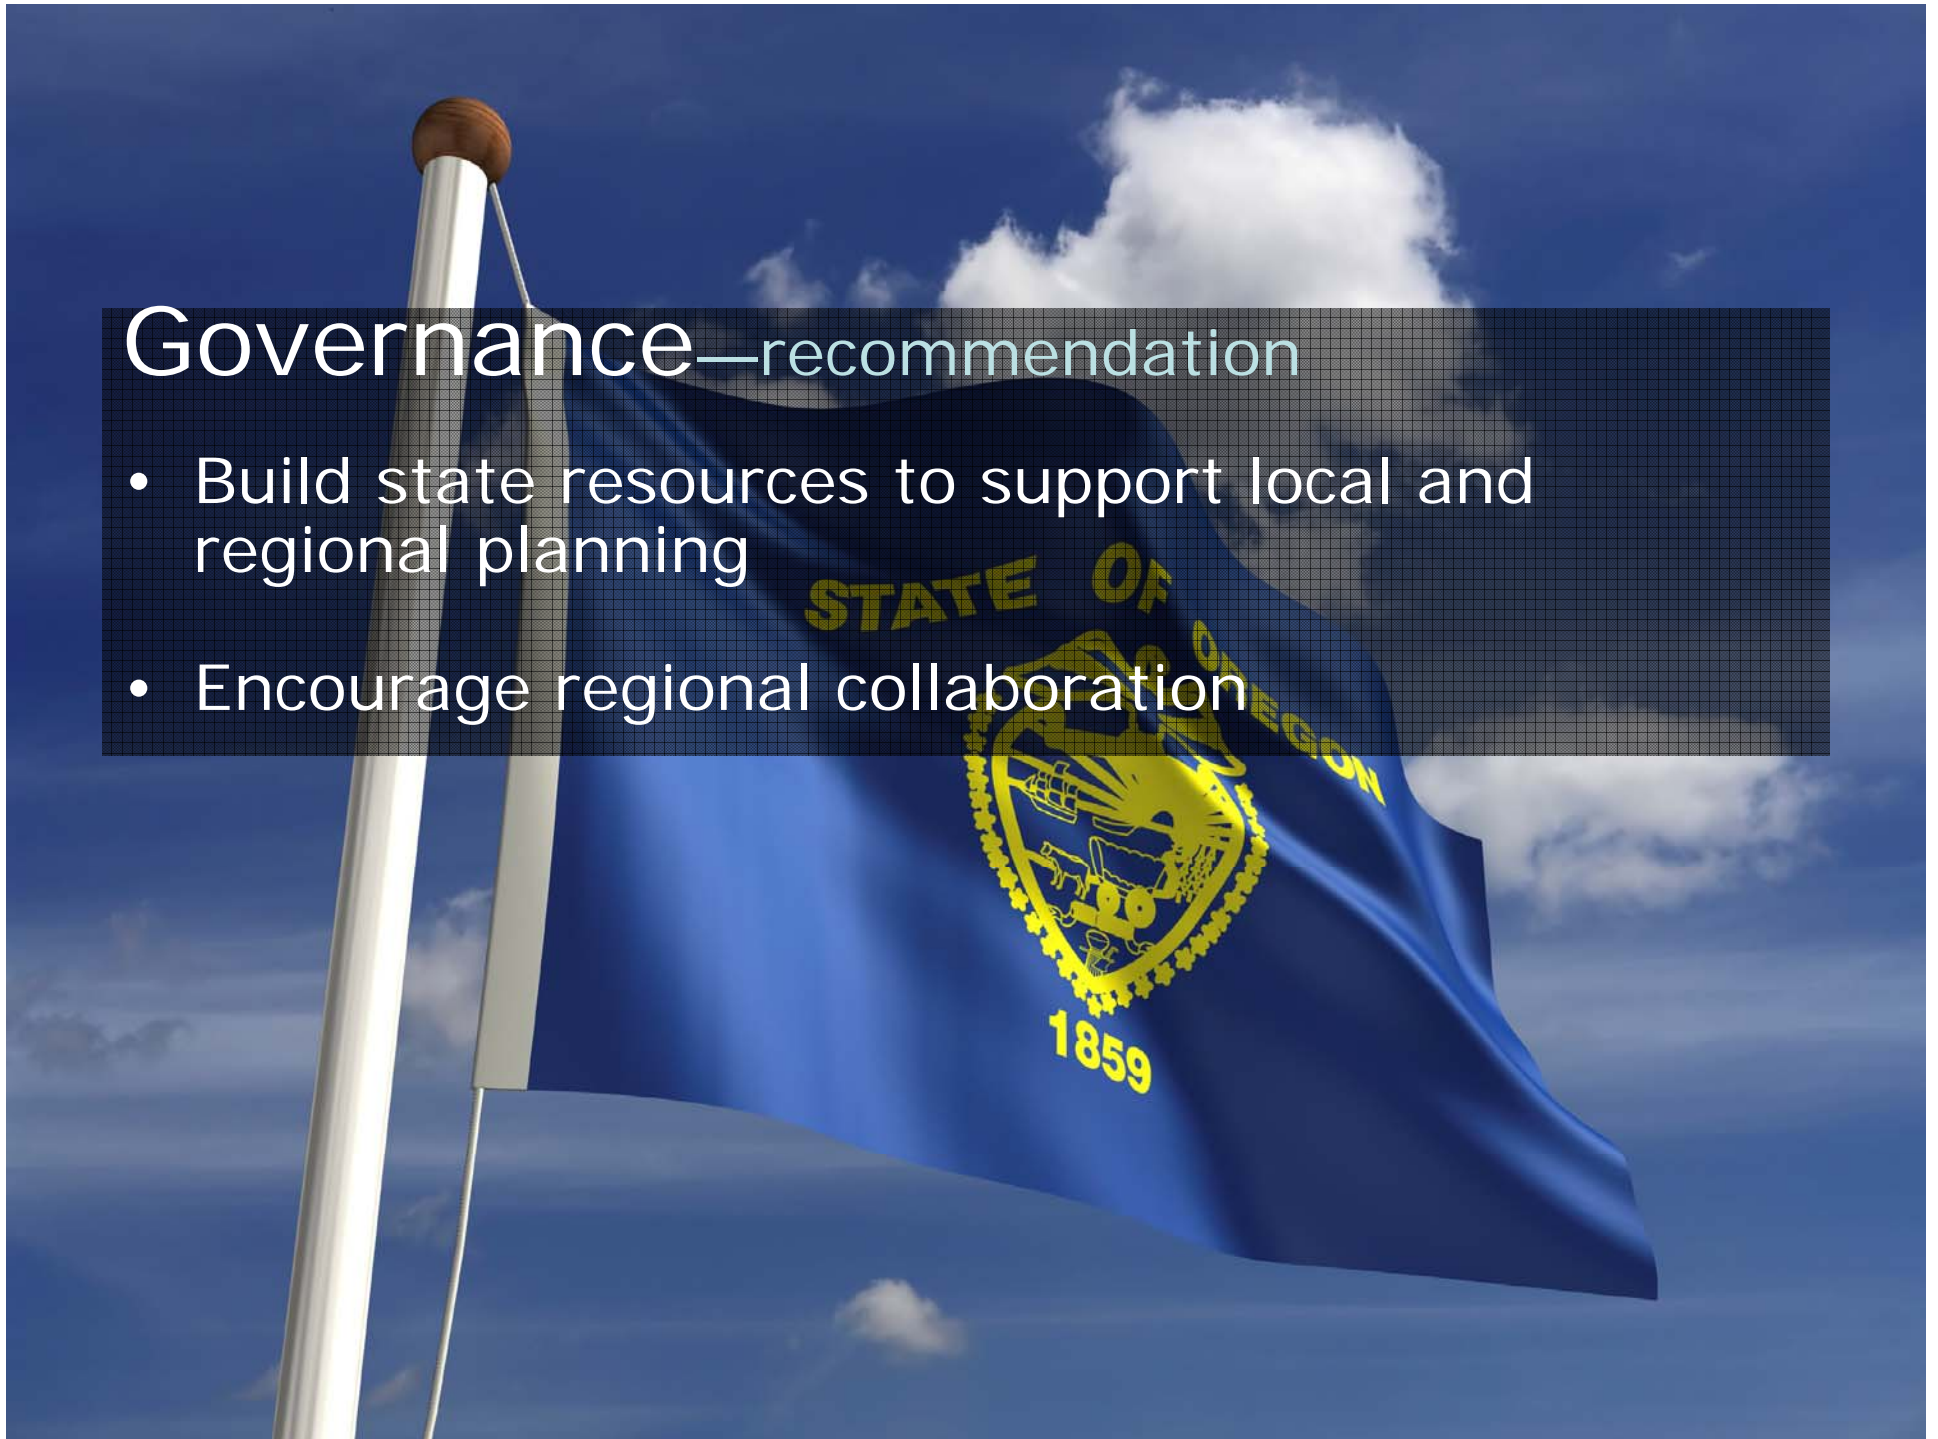 Governance—recommendation
• Build state resources to support local and
regional planning
• Encourage regional collaboration
STATE OF OREGON
1859